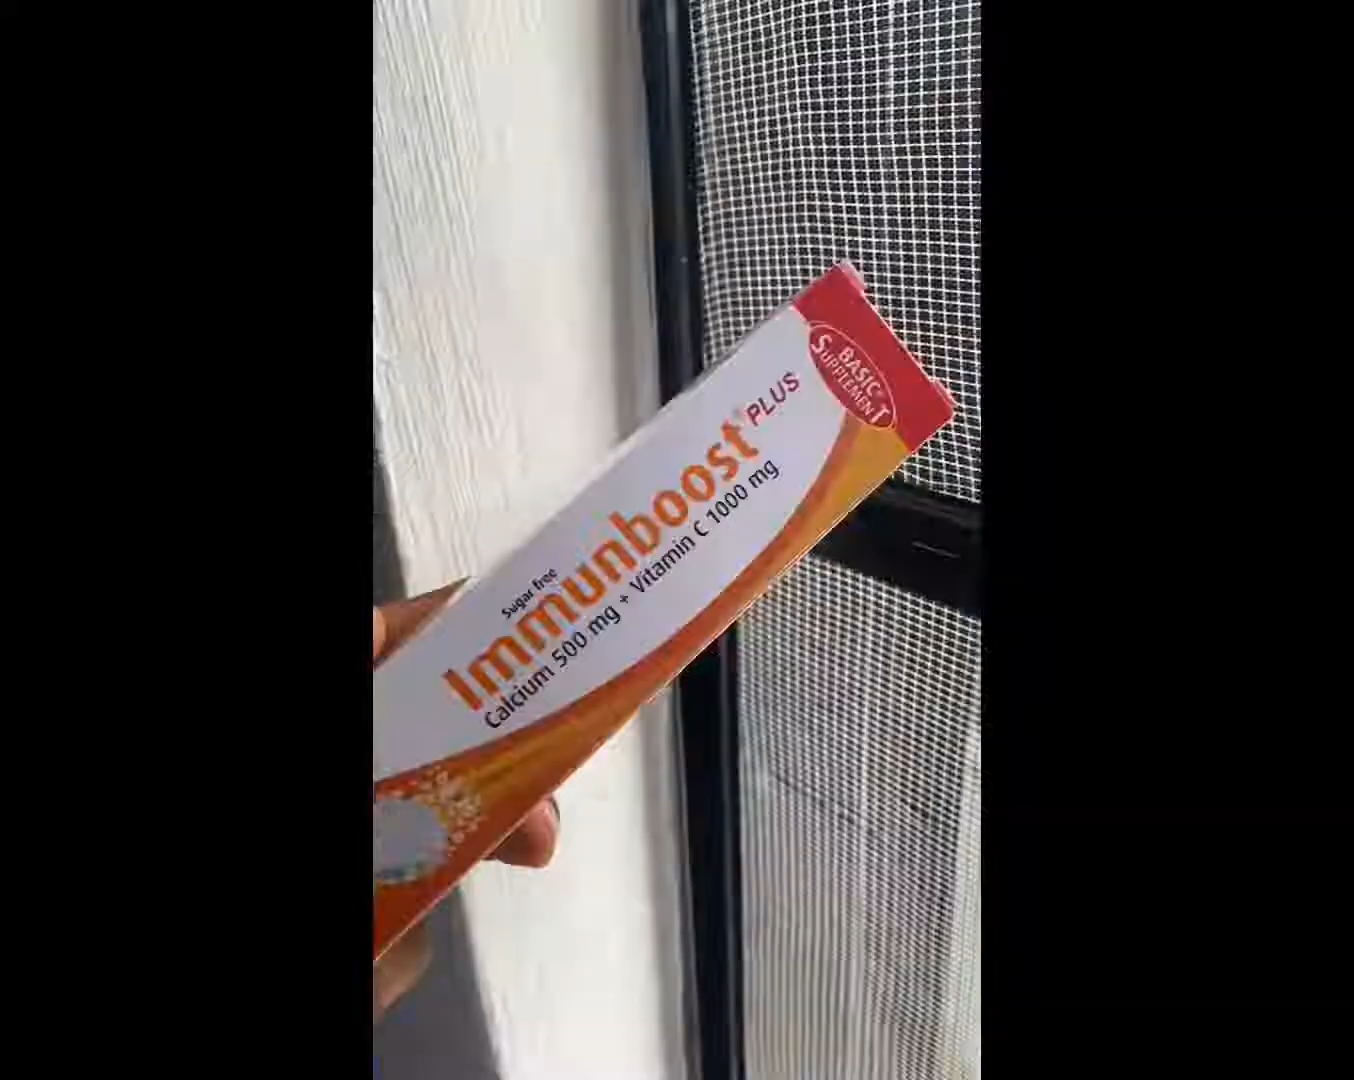 BASIC
SUPPLEMENT
Sugar free
Immunboost PLUS
Calcium 500 mg + Vitamin C 1000 mg